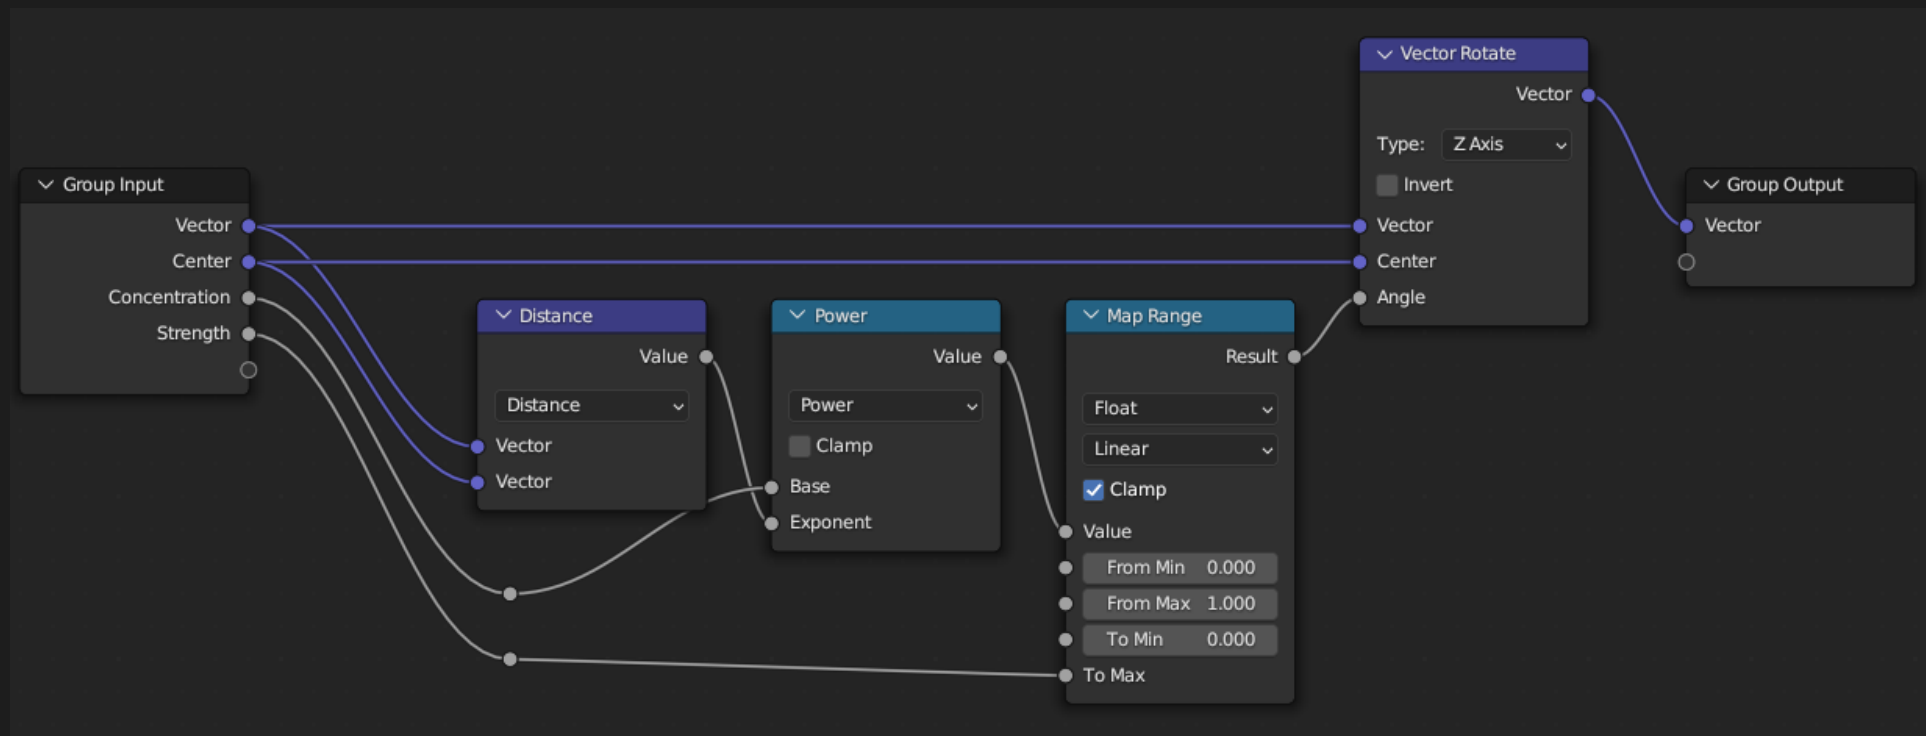 Group Input
Vector
Center
Concentration
Strength
Distance
Value
Distance
Vector
Vector
Power
Value
Power
Clamp
Base
Exponent
Map Range
Result
Float
Linear
Clamp
Value
From Min 0.000
From Max 1.000
To Min 0.000
To Max
Vector Rotate
Vector
Type: Z Axis
Invert
Vector
Center
Angle
Group Output
Vector